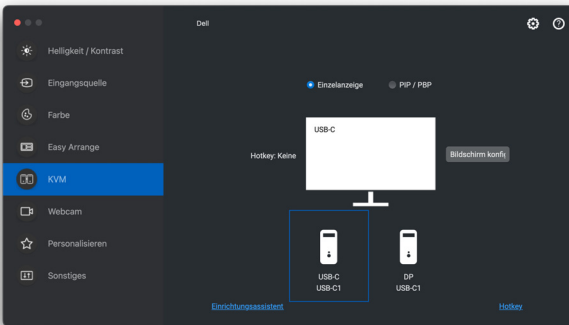 Dell
Helligkeit / Kontrast
Eingangsquelle
Farbe
Easy Arrange
KVM
Webcam
Personalisieren
Sonstiges
Einzelanzeige
PIP / PBP
USB-C
Hotkey: Keine
Bildschirm konfig
USB-C
USB-C1
DP
USB-C1
Einrichtungsassistent
Hotkey